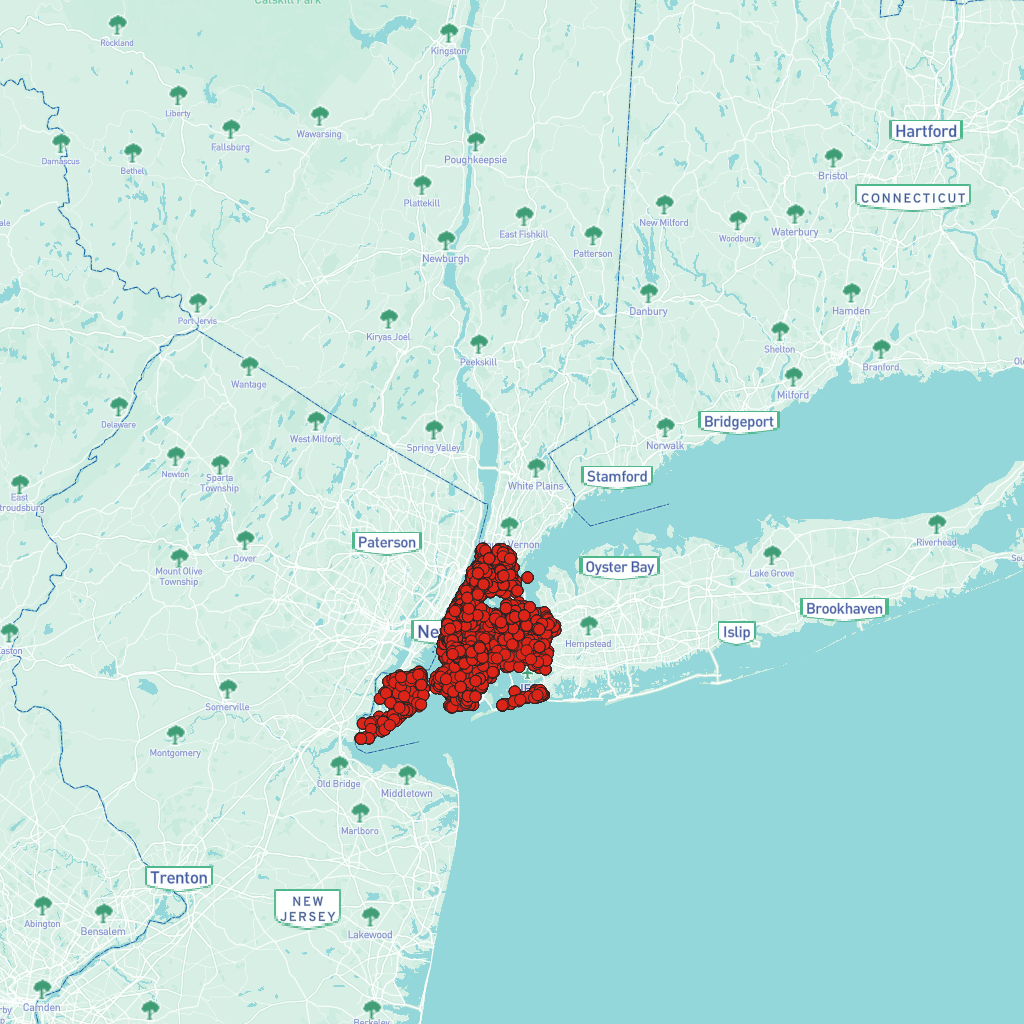 Catskill Park
Rockland
Kingston
Liberty
Fallsburg
Wawarsing
Hartford
Damascus
Bethel
Poughkeepsie
Bristol
CONNECTICUT
Plattekill
East Fishkill
New Milford
Woodbury
Waterbury
Newburgh
Patterson
Port Jervis
Danbury
Hamden
Kiryas Joel
Peekskill
Shelton
Branford
Wantage
Milford
Delaware
West Milford
Spring Valley
Norwalk
Bridgeport
Newton
Sparta
Township
White Plains
Stamford
East
Stroudsburg
Paterson
Vernon
Riverhead
Dover
Mount Olive
Township
Oyster Bay
Lake Grove
Brookhaven
Ne
Hempstead
Islip
Easton
Somerville
Montgomery
Old Bridge
Middletown
Marlboro
Trenton
NEW
JERSEY
Abington
Bensalem
Lakewood
Camden
Berkeley